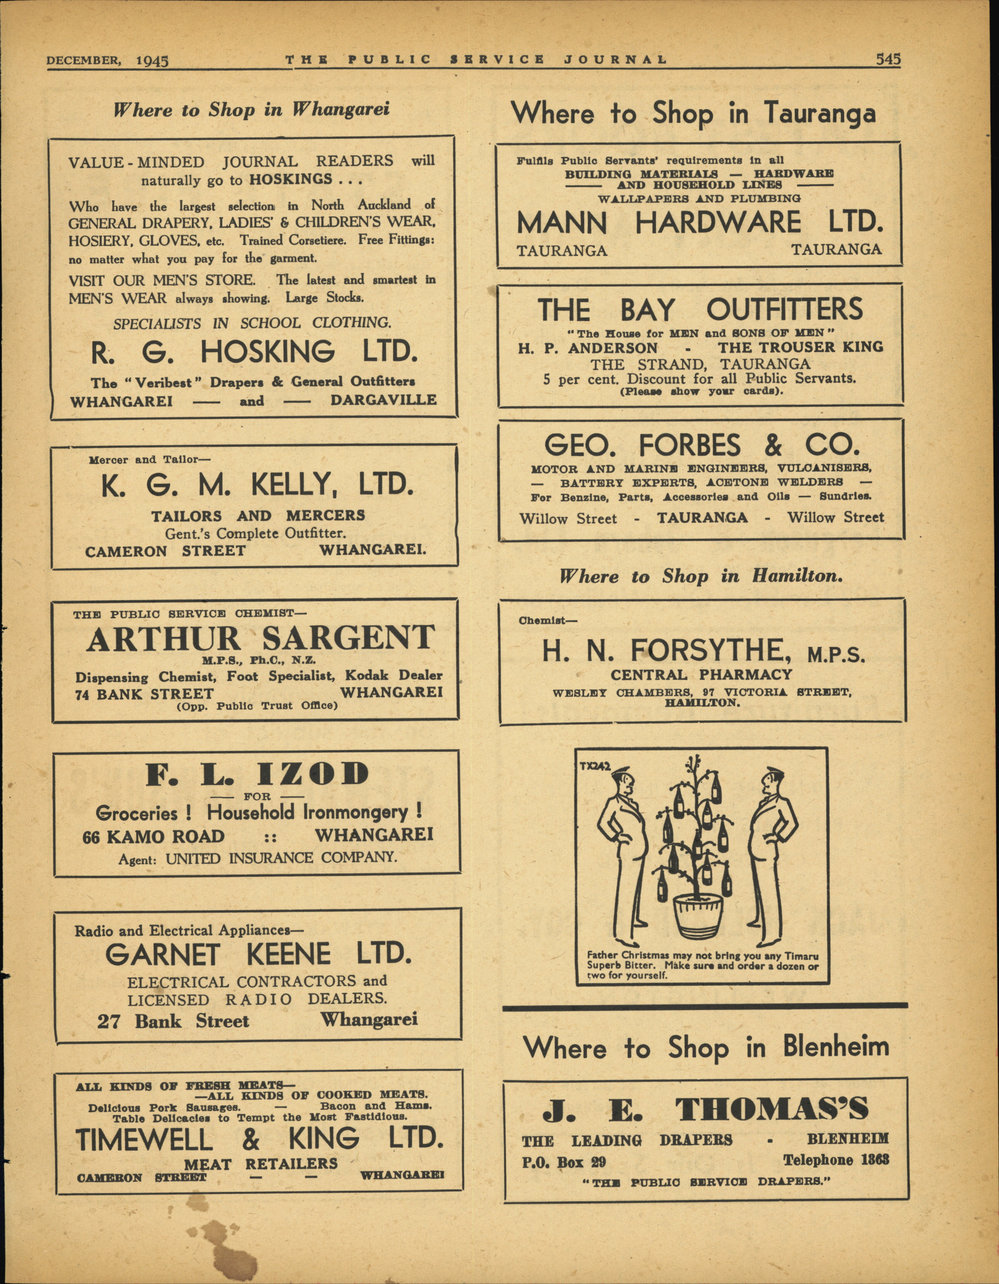 DECEMBER, 1945 THE PUBLIC SERVICE JOURNAL 545
Where to Shop in Whangarei
VALUE-MINDED JOURNAL READERS will
naturally go to HOSKINGS . . .
Who have the largest selection in North Auckland of
GENERAL DRAPERY, LADIES' & CHILDREN'S WEAR,
HOSIERY, GLOVES, etc. Trained Corsetiere. Free Fittings:
no matter what you pay for the garment.
VISIT OUR MEN'S STORE. The latest and smartest in
MEN'S WEAR always showing. Large Stocks.
SPECIALISTS IN SCHOOL CLOTHING.
R. G. HOSKING LTD.
The "Veribest" Drapers & General Outfitters
WHANGAREI —— and —— DARGAVILLE
Mercer and Tailor—
K. G. M. KELLY, LTD.
TAILORS AND MERCERS
Gent.'s Complete Outfitter.
CAMERON STREET WHANGAREI.
THE PUBLIC SERVICE CHEMIST—
ARTHUR SARGENT
M.P.S., Ph.C., N.Z.
Dispensing Chemist, Foot Specialist, Kodak Dealer
74 BANK STREET WHANGAREI
(Opp. Public Trust Office)
F. L. IZOD
—— FOR ——
Groceries ! Household Ironmongery !
66 KAMO ROAD :: WHANGAREI
Agent: UNITED INSURANCE COMPANY.
Radio and Electrical Appliances—
GARNET KEENE LTD.
ELECTRICAL CONTRACTORS and
LICENSED RADIO DEALERS.
27 Bank Street Whangarei
ALL KINDS OF FRESH MEATS—
—ALL KINDS OF COOKED MEATS.
Delicious Pork Sausages. — Bacon and Hams.
Table Delicacies to Tempt the Most Fastidious.
TIMEWELL & KING LTD.
MEAT RETAILERS
CAMERON STREET — — WHANGAREI
Where to Shop in Tauranga
Fulfils Public Servants' requirements in all
BUILDING MATERIALS — HARDWARE
—— AND HOUSEHOLD LINES ——
WALLPAPERS AND PLUMBING
MANN HARDWARE LTD.
TAURANGA TAURANGA
THE BAY OUTFITTERS
"The House for MEN and SONS OF MEN"
H. P. ANDERSON - THE TROUSER KING
THE STRAND, TAURANGA
5 per cent. Discount for all Public Servants.
(Please show your cards).
GEO. FORBES & CO.
MOTOR AND MARINE ENGINEERS, VULCANISERS,
— BATTERY EXPERTS, ACETONE WELDERS —
For Benzine, Parts, Accessories and Oils — Sundries.
Willow Street - TAURANGA - Willow Street
Where to Shop in Hamilton.
Chemist—
H. N. FORSYTHE, M.P.S.
CENTRAL PHARMACY
WESLEY CHAMBERS, 97 VICTORIA STREET,
HAMILTON.
TX242
Father Christmas may not bring you any Timaru
Superb Bitter. Make sure and order a dozen or
two for yourself.
Where to Shop in Blenheim
J. E. THOMAS'S
THE LEADING DRAPERS - BLENHEIM
P.O. Box 29 Telephone 1363
"THE PUBLIC SERVICE DRAPERS."